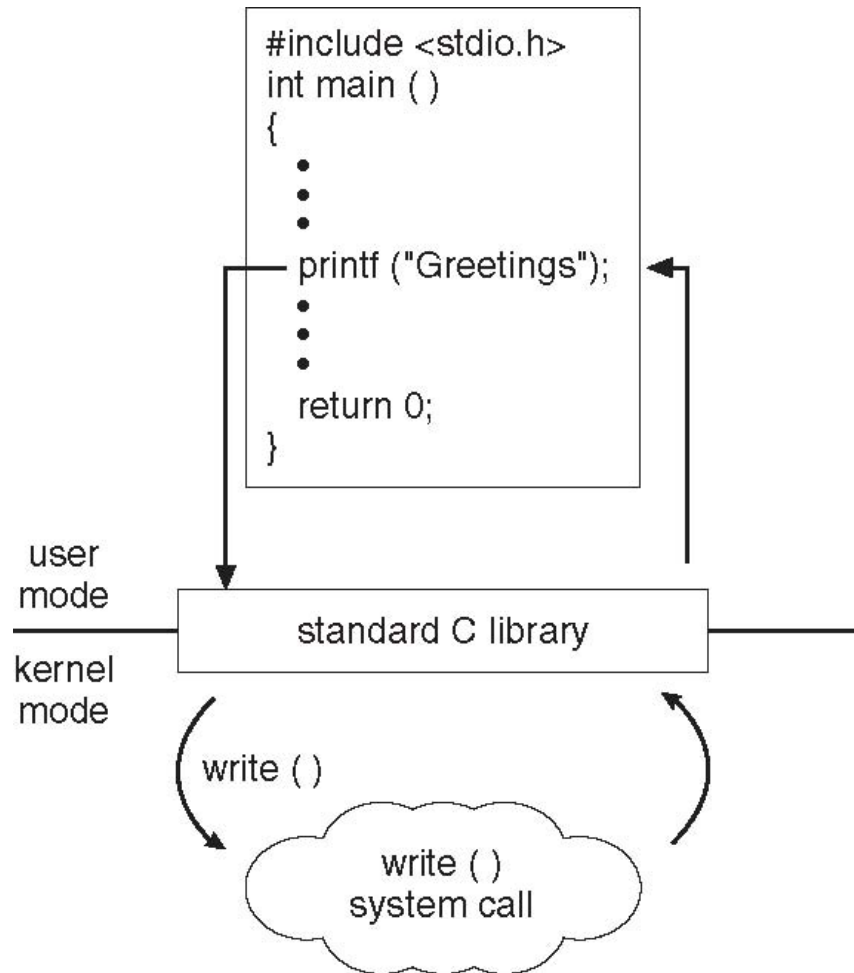 #include <stdio.h>
int main ( )
{
•
•
•
printf ("Greetings");
•
•
•
return 0;
}
user
mode
standard C library
kernel
mode
write ( )
write ( )
system call